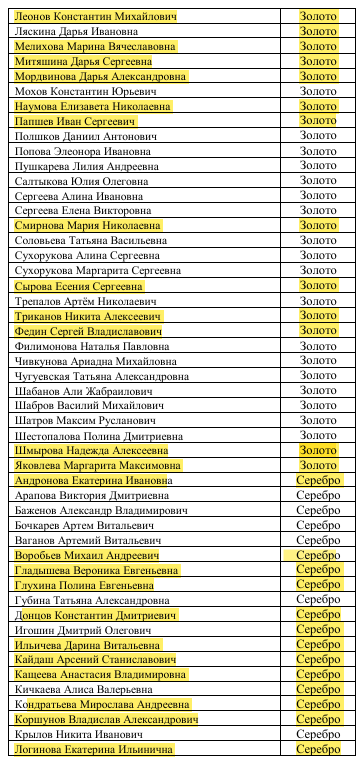 Леонов Константин Михайлович Золото
Ляскина Дарья Ивановна Золото
Мелихова Марина Вячеславовна Золото
Митяшина Дарья Сергеевна Золото
Мордвинова Дарья Александровна Золото
Мохов Константин Юрьевич Золото
Наумова Елизавета Николаевна Золото
Папшев Иван Сергеевич Золото
Полшков Даниил Антонович Золото
Попова Элеонора Ивановна Золото
Пушкарева Лилия Андреевна Золото
Салтыкова Юлия Олеговна Золото
Сергеева Алина Ивановна Золото
Сергеева Елена Викторовна Золото
Смирнова Мария Николаевна Золото
Соловьева Татьяна Васильевна Золото
Сухорукова Алина Сергеевна Золото
Сухорукова Маргарита Сергеевна Золото
Сырова Есения Сергеевна Золото
Трепалов Артём Николаевич Золото
Триканов Никита Алексеевич Золото
Федин Сергей Владиславович Золото
Филимонова Наталья Павловна Золото
Чивкунова Ариадна Михайловна Золото
Чугуевская Татьяна Александровна Золото
Шабанов Али Жабраилович Золото
Шабров Василий Михайлович Золото
Шатров Максим Русланович Золото
Шестопалова Полина Дмитриевна Золото
Шмырова Надежда Алексеевна Золото
Яковлева Маргарита Максимовна Золото
Андронова Екатерина Ивановна Серебро
Арапова Виктория Дмитриевна Серебро
Баженов Александр Владимирович Серебро
Бочкарев Артем Витальевич Серебро
Ваганов Артемий Витальевич Серебро
Воробьев Михаил Андреевич Серебро
Гладышева Вероника Евгеньевна Серебро
Глухина Полина Евгеньевна Серебро
Губина Татьяна Александровна Серебро
Донцов Константин Дмитриевич Серебро
Игошин Дмитрий Олегович Серебро
Ильичева Дарина Витальевна Серебро
Кайдаш Арсений Станиславович Серебро
Кащеева Анастасия Владимировна Серебро
Кичкаева Алиса Валерьевна Серебро
Кондратьева Мирослава Андреевна Серебро
Коршунов Владислав Александрович Серебро
Крылов Никита Иванович Серебро
Логинова Екатерина Ильинична Серебро